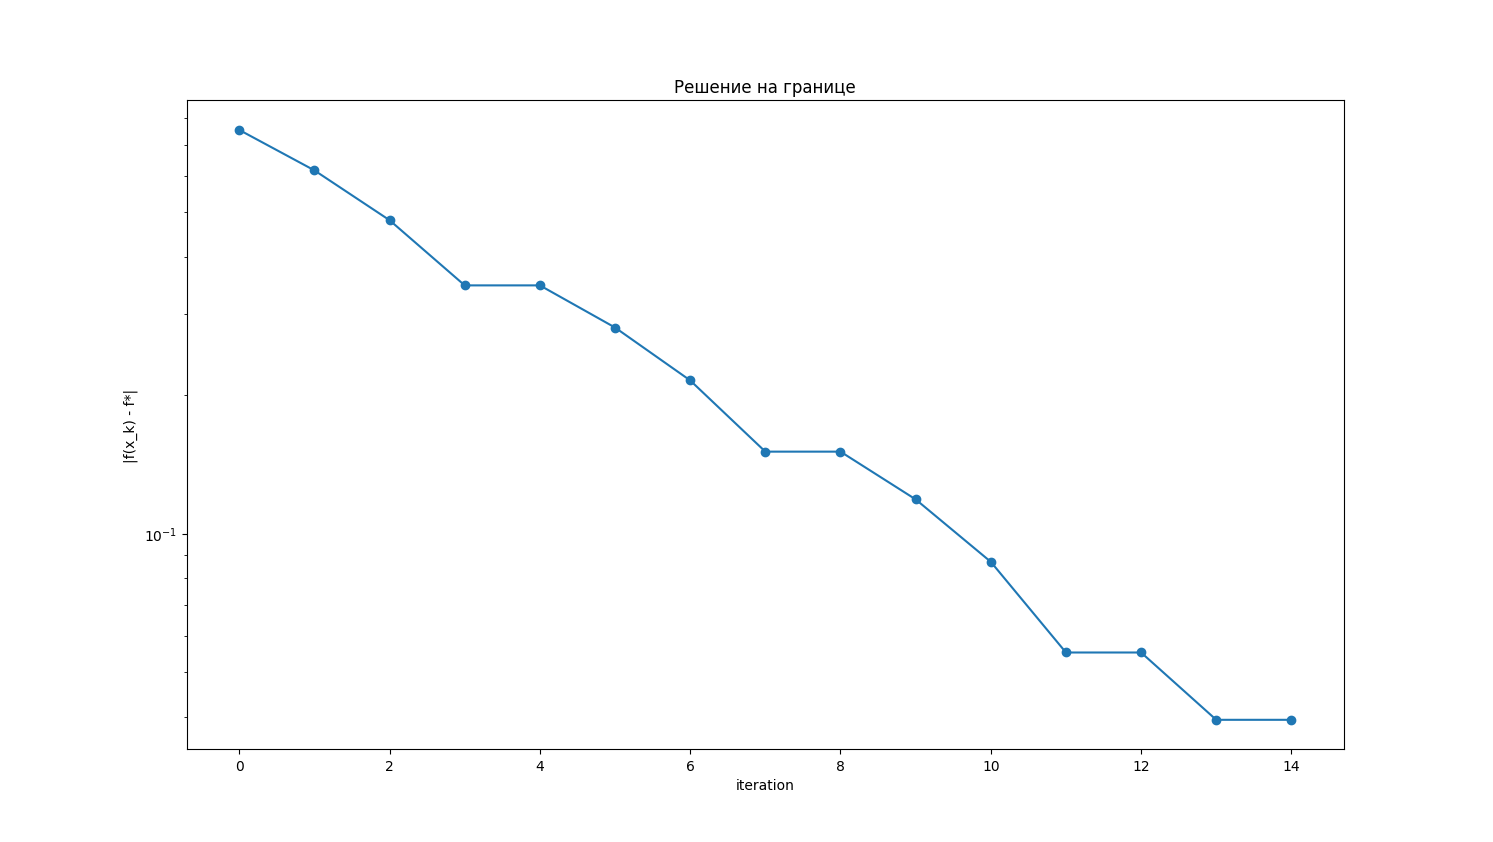 Решение на границе
|f(x_k) - f*|
10⁻¹
0 2 4 6 8 10 12 14
iteration